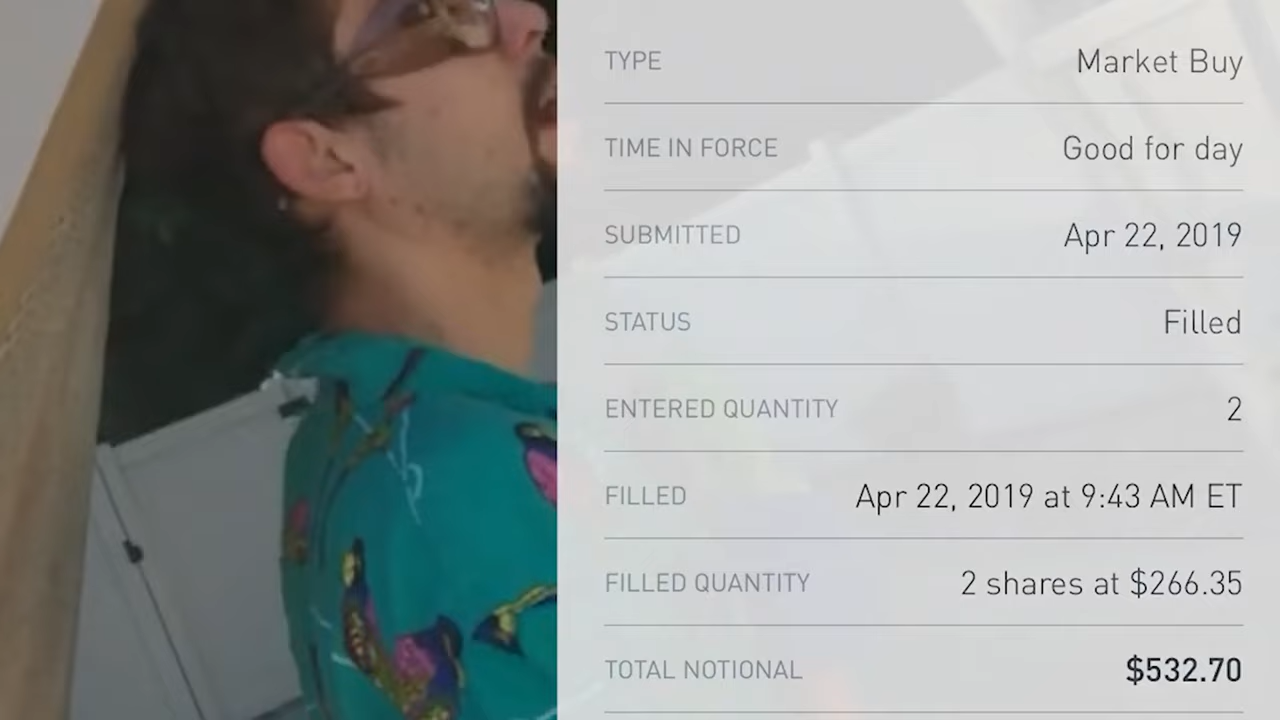 TYPE Market Buy
TIME IN FORCE Good for day
SUBMITTED Apr 22, 2019
STATUS Filled
ENTERED QUANTITY 2
FILLED Apr 22, 2019 at 9:43 AM ET
FILLED QUANTITY 2 shares at $266.35
TOTAL NOTIONAL $532.70